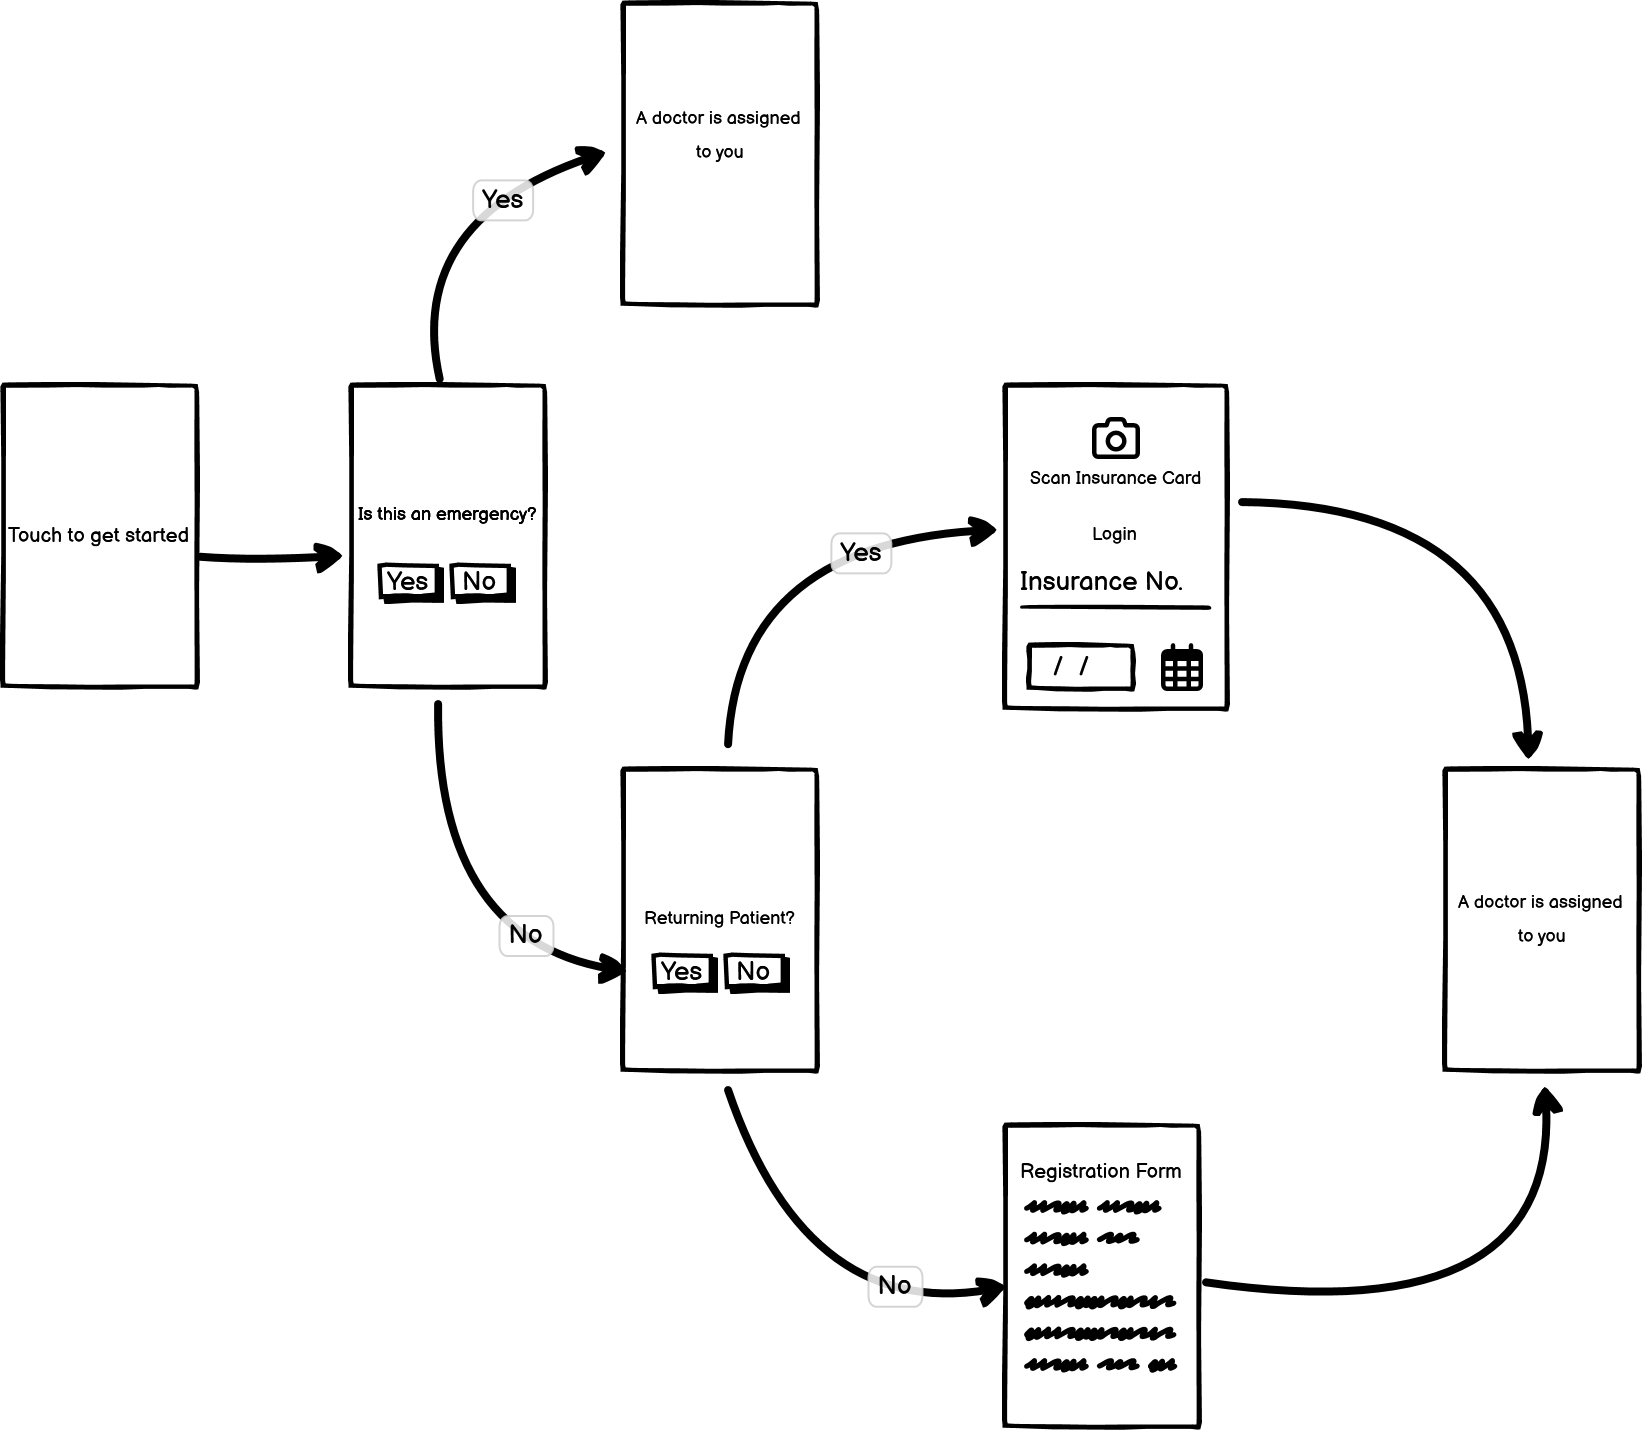 A doctor is assigned
to you
Yes
Touch to get started
Is this an emergency?
Yes No
Scan Insurance Card
Login
Insurance No.
/ /
Yes
No
Returning Patient?
Yes No
A doctor is assigned
to you
No
Registration Form